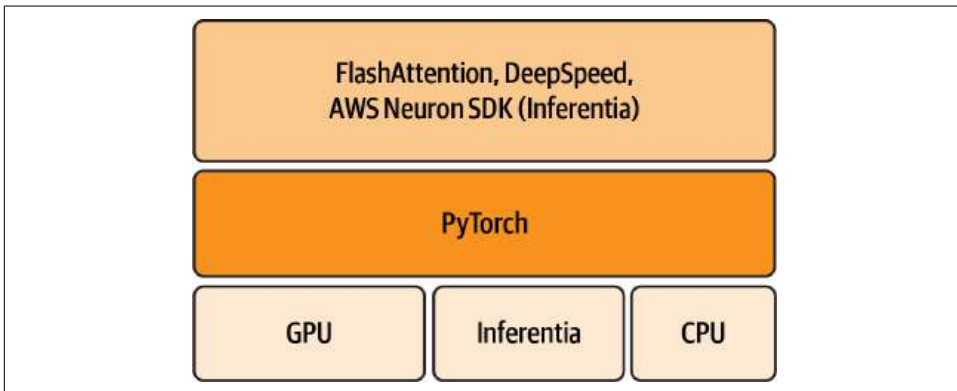 FlashAttention, DeepSpeed,
AWS Neuron SDK (Inferentia)
PyTorch
GPU
Inferentia
CPU